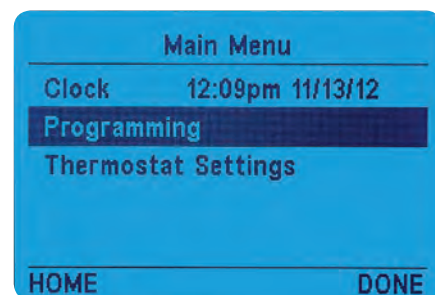 Main Menu
Clock 12:09pm 11/13/12
Programming
Thermostat Settings
HOME DONE